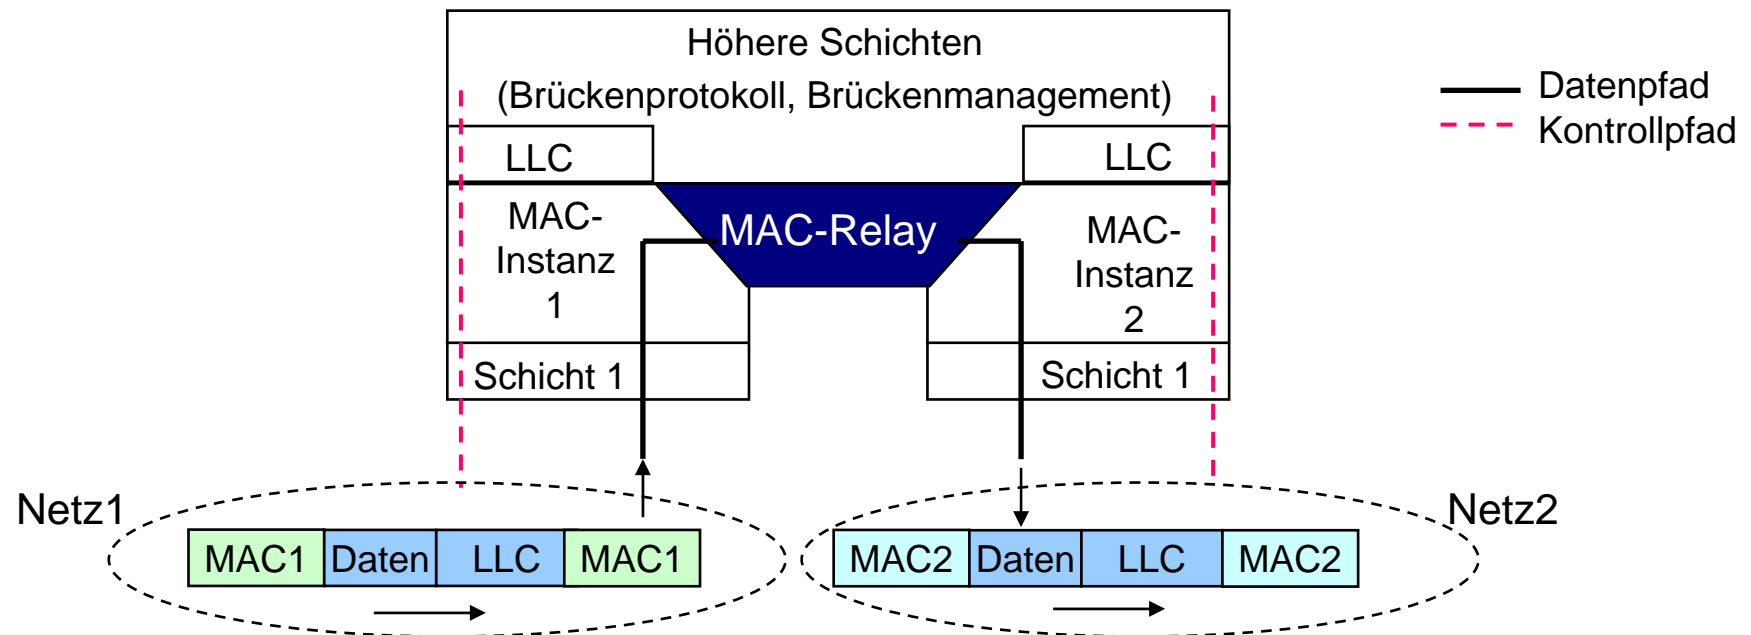 Höhere Schichten
(Brückenprotokoll, Brückenmanagement)
Datenpfad
Kontrollpfad
LLC
LLC
MAC-
Instanz
1
MAC-Relay
MAC-
Instanz
2
Schicht 1
Schicht 1
Netz1
MAC1 Daten LLC MAC1
Netz2
MAC2 Daten LLC MAC2